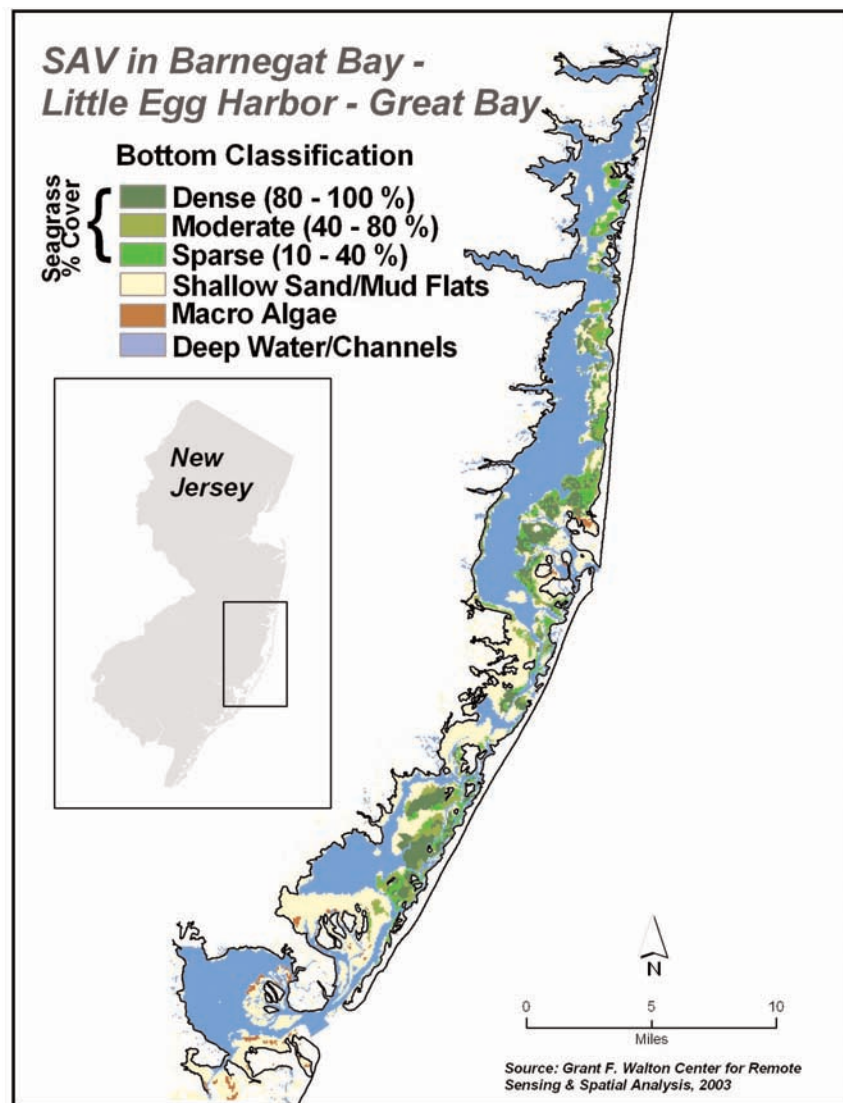 SAV in Barnegat Bay -
Little Egg Harbor - Great Bay
Bottom Classification
Seagrass
% Cover
Dense (80 - 100 %)
Moderate (40 - 80 %)
Sparse (10 - 40 %)
Shallow Sand/Mud Flats
Macro Algae
Deep Water/Channels
New
Jersey
N
0 5 10
Miles
Source: Grant F. Walton Center for Remote
Sensing & Spatial Analysis, 2003